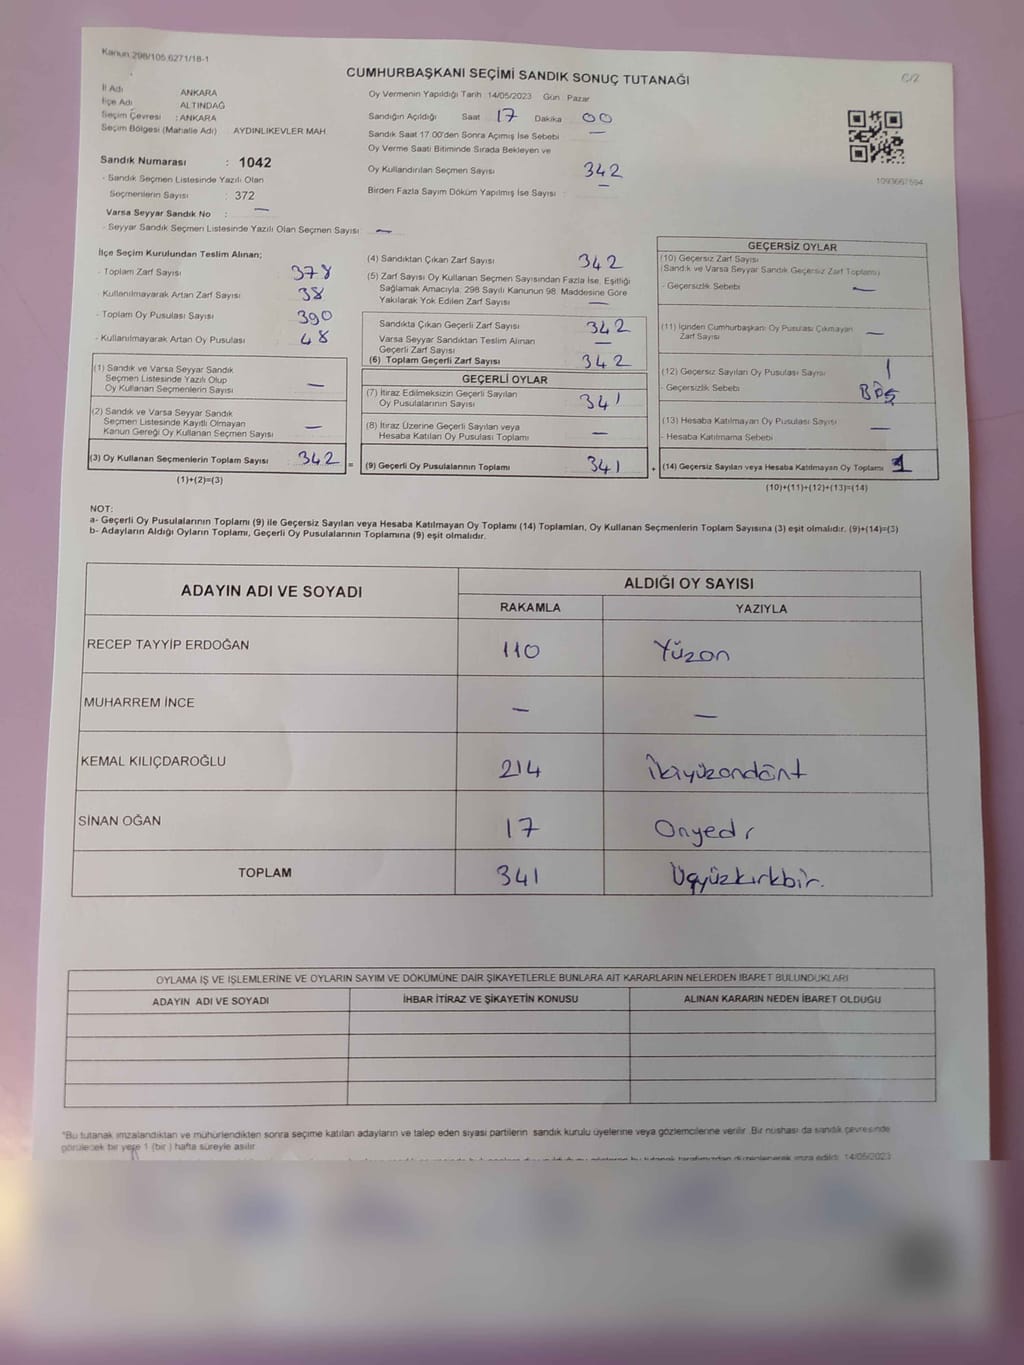 Kanun:298/105,6271/18-1
CUMHURBAŞKANI SEÇİMİ SANDIK SONUÇ TUTANAĞI
C/2
İl Adı ANKARA
İlçe Adı ALTINDAĞ
Seçim Çevresi : ANKARA
Seçim Bölgesi (Mahalle Adı) AYDINLIKEVLER MAH
Sandık Numarası : 1042
- Sandık Seçmen Listesinde Yazılı Olan
Seçmenlerin Sayısı : 372
Varsa Seyyar Sandık No : —
- Seyyar Sandık Seçmen Listesinde Yazılı Olan Seçmen Sayısı : —
Oy Vermenin Yapıldığı Tarih :14/05/2023 Gün : Pazar
Sandığın Açıldığı Saat 17 Dakika 00
Sandık Saat 17.00'den Sonra Açımış İse Sebebi —
Oy Verme Saati Bitiminde Sırada Bekleyen ve
Oy Kullandırılan Seçmen Sayısı 342
Birden Fazla Sayım Döküm Yapılmış İse Sayısı : —
1093667594
İlçe Seçim Kurulundan Teslim Alınan;
- Toplam Zarf Sayısı 378
- Kullanılmayarak Artan Zarf Sayısı 38
- Toplam Oy Pusulası Sayısı 390
- Kullanılmayarak Artan Oy Pusulası 48
(1) Sandık ve Varsa Seyyar Sandık
Seçmen Listesinde Yazılı Olup
Oy Kullanan Seçmenlerin Sayısı —
(2) Sandık ve Varsa Seyyar Sandık
Seçmen Listesinde Kayıtlı Olmayan
Kanun Gereği Oy Kullanan Seçmen Sayısı —
(3) Oy Kullanan Seçmenlerin Toplam Sayısı 342 =
(1)+(2)=(3)
(4) Sandıktan Çıkan Zarf Sayısı 342
(5) Zarf Sayısı Oy Kullanan Seçmen Sayısından Fazla İse, Eşitliği
Sağlamak Amacıyla; 298 Sayılı Kanunun 98. Maddesine Göre
Yakılarak Yok Edilen Zarf Sayısı —
Sandıkta Çıkan Geçerli Zarf Sayısı 342
Varsa Seyyar Sandıktan Teslim Alınan
Geçerli Zarf Sayısı —
(6) Toplam Geçerli Zarf Sayısı 342
GEÇERLİ OYLAR
(7) İtiraz Edilmeksizin Geçerli Sayılan
Oy Pusulalarının Sayısı 341
(8) İtiraz Üzerine Geçerli Sayılan veya
Hesaba Katılan Oy Pusulası Toplamı —
(9) Geçerli Oy Pusulalarının Toplamı 341 +
GEÇERSİZ OYLAR
(10) Geçersiz Zarf Sayısı
(Sandık ve Varsa Seyyar Sandık Geçersiz Zarf Toplamı)
- Geçersizlik Sebebi —
(11) İçinden Cumhurbaşkanı Oy Pusulası Çıkmayan
Zarf Sayısı —
(12) Geçersiz Sayılan Oy Pusulası Sayısı 1
- Geçersizlik Sebebi BOŞ
(13) Hesaba Katılmayan Oy Pusulası Sayısı —
- Hesaba Katılmama Sebebi
(14) Geçersiz Sayılan veya Hesaba Katılmayan Oy Toplamı 1
(10)+(11)+(12)+(13)=(14)
NOT:
a- Geçerli Oy Pusulalarının Toplamı (9) ile Geçersiz Sayılan veya Hesaba Katılmayan Oy Toplamı (14) Toplamları, Oy Kullanan Seçmenlerin Toplam Sayısına (3) eşit olmalıdır. (9)+(14)=(3)
b- Adayların Aldığı Oyların Toplamı, Geçerli Oy Pusulalarının Toplamına (9) eşit olmalıdır.
ADAYIN ADI VE SOYADI ALDIĞI OY SAYISI
RAKAMLA YAZIYLA
RECEP TAYYİP ERDOĞAN 110 Yüzon
MUHARREM İNCE — —
KEMAL KILIÇDAROĞLU 214 İkiyüzondört
SİNAN OĞAN 17 Onyedi
TOPLAM 341 Üçyüzkırkbir.
OYLAMA İŞ VE İŞLEMLERİNE VE OYLARIN SAYIM VE DÖKÜMÜNE DAİR ŞİKAYETLERLE BUNLARA AİT KARARLARIN NELERDEN İBARET BULUNDUKLARI
ADAYIN ADI VE SOYADI İHBAR İTİRAZ VE ŞİKAYETİN KONUSU ALINAN KARARIN NEDEN İBARET OLDUĞU
*Bu tutanak imzalandıktan ve mühürlendikten sonra seçime katılan adayların ve talep eden siyasi partilerin sandık kurulu üyelerine veya gözlemcilerine verilir. Bir nüshası da sandık çevresinde
görülecek bir yere 1 (bir ) hafta süreyle asılır
bu tutanak tarafımızdan düzenlenerek imza edildi. 14/05/2023